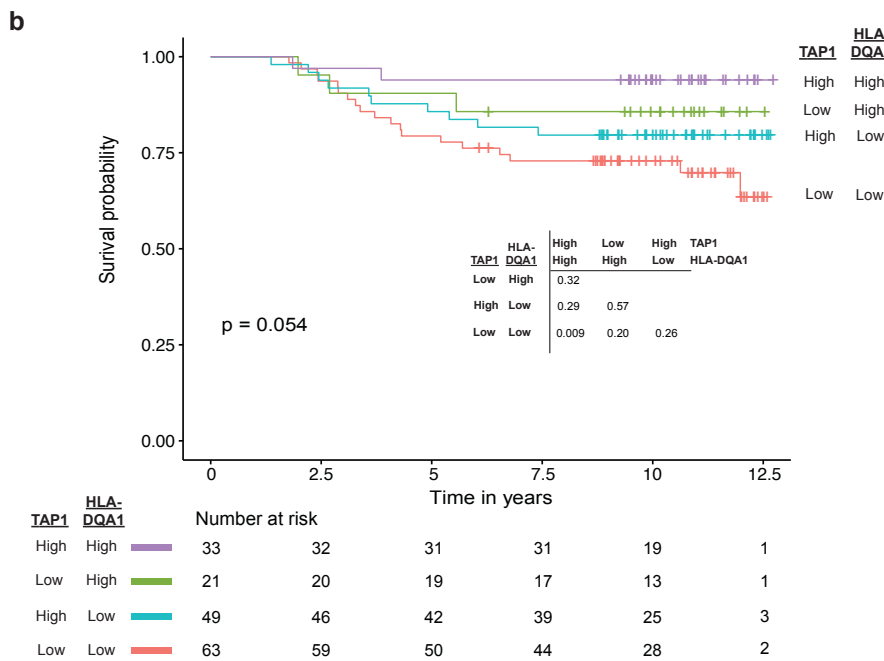 b
HLA
TAP1 DQA
High High
Low High
High Low
Low Low
Surival probability
1.00
0.75
0.50
0.25
0.00
p = 0.054
HLA- High Low High TAP1
TAP1 DQA1 High High Low HLA-DQA1
Low High 0.32
High Low 0.29 0.57
Low Low 0.009 0.20 0.26
0 2.5 5 7.5 10 12.5
Time in years
HLA-
TAP1 DQA1 Number at risk
High High 33 32 31 31 19 1
Low High 21 20 19 17 13 1
High Low 49 46 42 39 25 3
Low Low 63 59 50 44 28 2